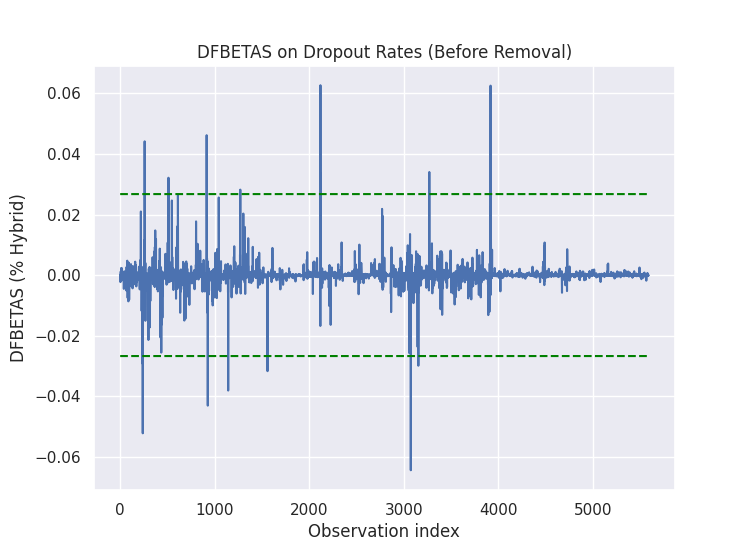 DFBETAS on Dropout Rates (Before Removal)
0.06
0.04
0.02
0.00
−0.02
−0.04
−0.06
DFBETAS (% Hybrid)
0 1000 2000 3000 4000 5000
Observation index